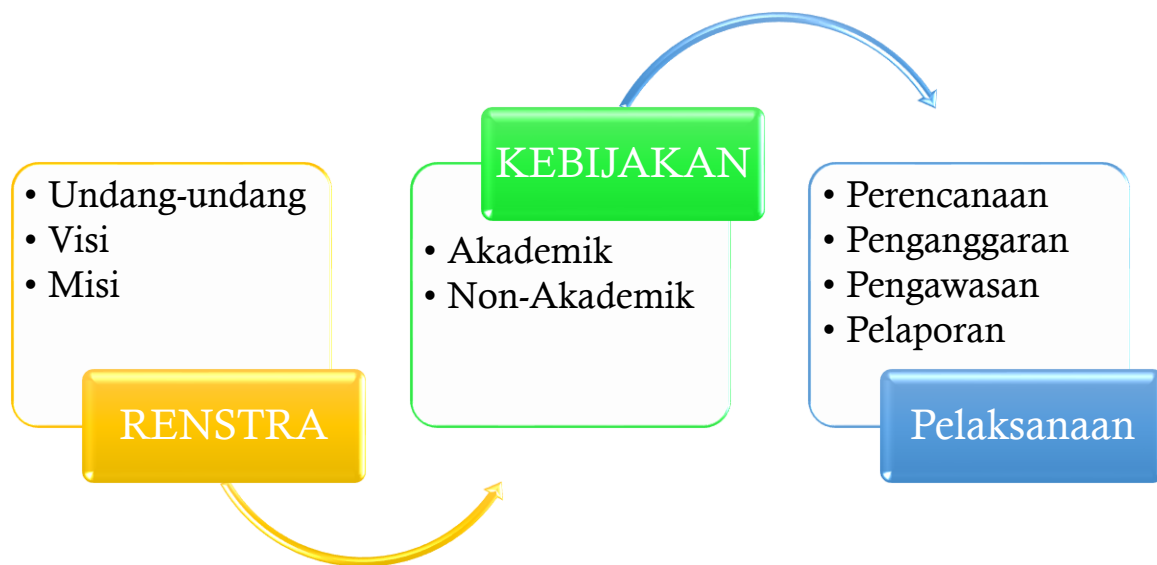 • Undang-undang
• Visi
• Misi
RENSTRA
KEBIJAKAN
• Akademik
• Non-Akademik
• Perencanaan
• Penganggaran
• Pengawasan
• Pelaporan
Pelaksanaan